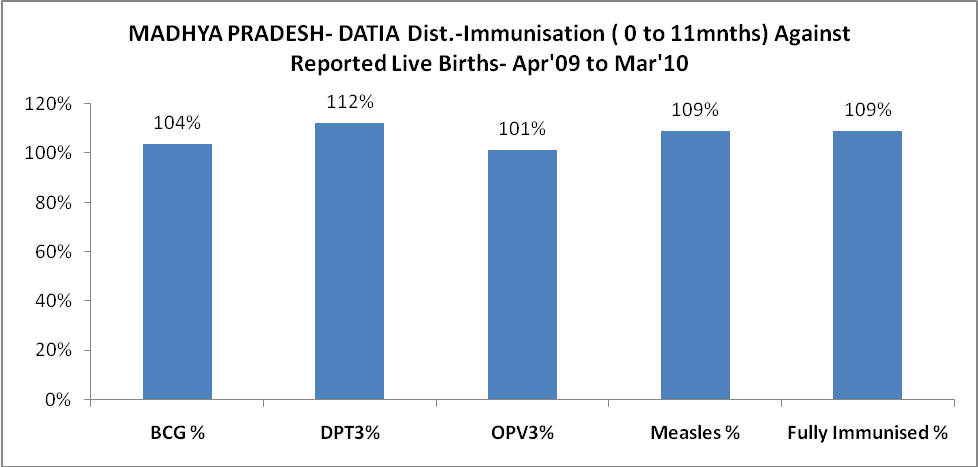 MADHYA PRADESH- DATIA Dist.-Immunisation ( 0 to 11mnths) Against
Reported Live Births- Apr'09 to Mar'10
120%
100%
80%
60%
40%
20%
0%
104%
112%
101%
109%
109%
BCG %
DPT3%
OPV3%
Measles %
Fully Immunised %